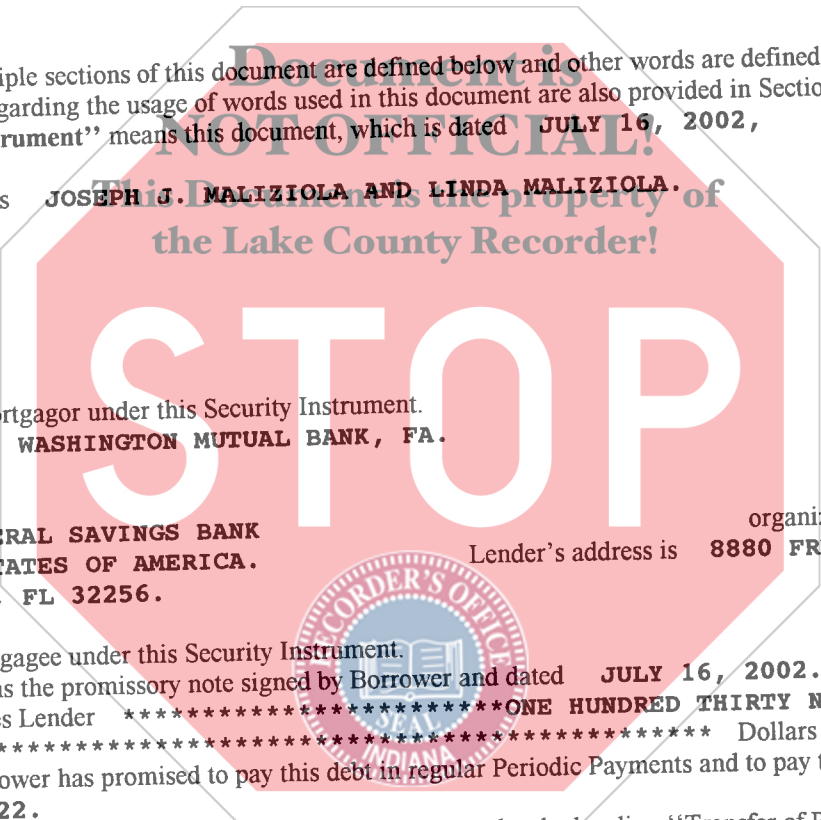 Document is
iple sections of this document are defined below and other words are defined
egarding the usage of words used in this document are also provided in Sectio
rument” means this document, which is dated JULY 16, 2002,
NOT OFFICIAL!
s JOSEPH J. MALIZIOLA AND LINDA MALIZIOLA.
This Document is the property of
the Lake County Recorder!
STOP
ortgagor under this Security Instrument.
WASHINGTON MUTUAL BANK, FA.
organiz
ERAL SAVINGS BANK
Lender's address is 8880 FR
TATES OF AMERICA.
FL 32256.
RECORDER'S OFFICE
SEAL
INDIANA
gagee under this Security Instrument.
ns the promissory note signed by Borrower and dated JULY 16, 2002.
es Lender ************************ONE HUNDRED THIRTY N
********************************************** Dollars
ower has promised to pay this debt in regular Periodic Payments and to pay t
22.